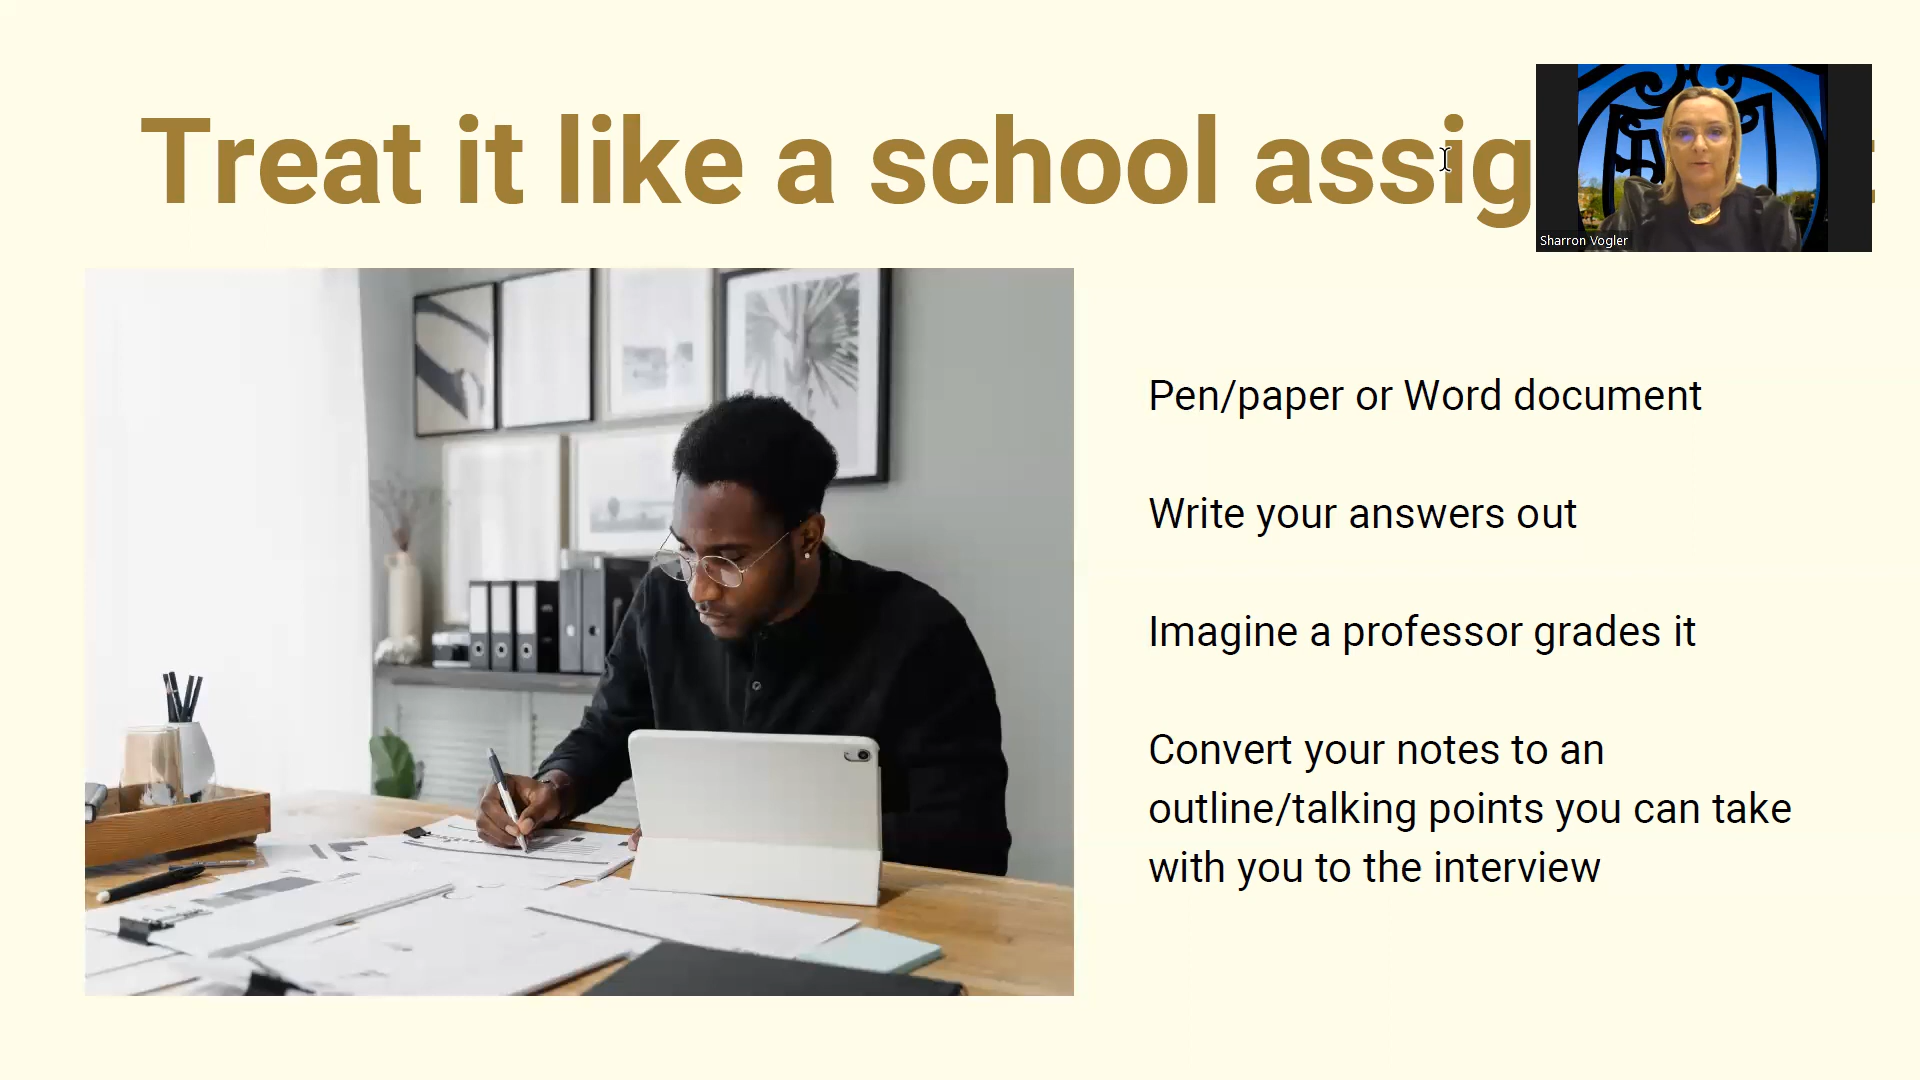 Treat it like a school assig
Sharron Vogler
Pen/paper or Word document
Write your answers out
Imagine a professor grades it
Convert your notes to an
outline/talking points you can take
with you to the interview